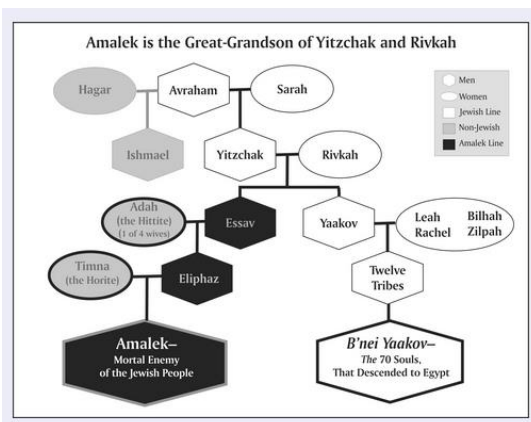 Amalek is the Great-Grandson of Yitzchak and Rivkah
Hagar
Avraham
Sarah
Men
Women
Jewish Line
Non-Jewish
Amalek Line
Ishmael
Yitzchak
Rivkah
Adah
(the Hittite)
(1 of 4 wives)
Essav
Yaakov
Leah Bilhah
Rachel Zilpah
Timna
(the Horite)
Eliphaz
Twelve
Tribes
Amalek–
Mortal Enemy
of the Jewish People
B'nei Yaakov–
The 70 Souls,
That Descended to Egypt